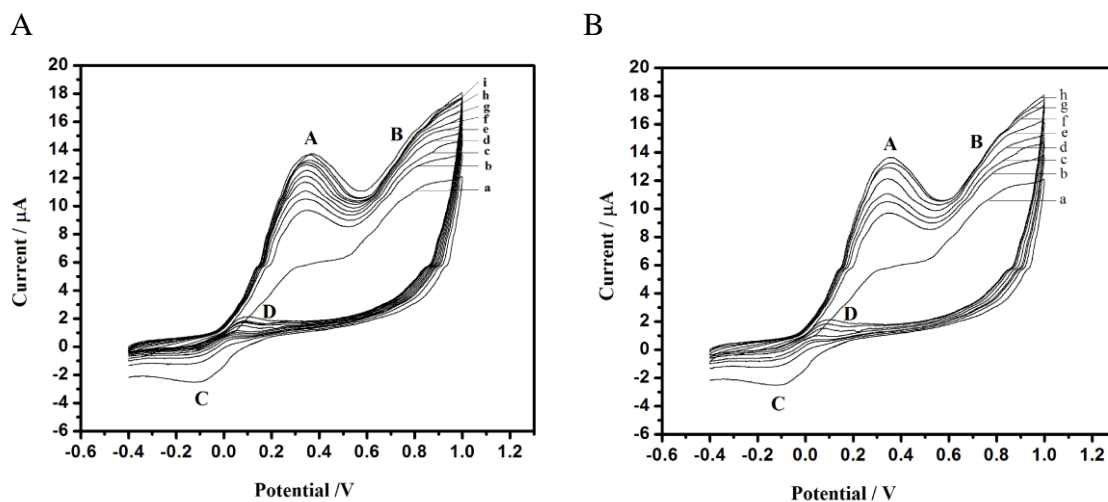 A
20
18
16
14
12
10
8
6
4
2
0
-2
-4
-6
Current / μA
-0.6 -0.4 -0.2 0.0 0.2 0.4 0.6 0.8 1.0 1.2
Potential /V
A
B
C
D
i
h
g
f
e
d
c
b
a
B
20
18
16
14
12
10
8
6
4
2
0
-2
-4
-6
Current / μA
-0.6 -0.4 -0.2 0.0 0.2 0.4 0.6 0.8 1.0 1.2
Potential / V
A
B
C
D
h
g
f
e
d
c
b
a